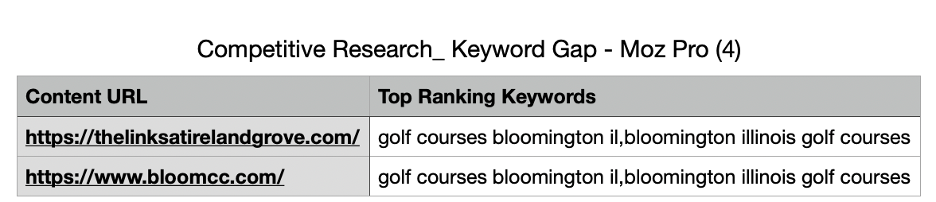 Competitive Research_ Keyword Gap - Moz Pro (4)
Content URL Top Ranking Keywords
https://thelinksatirelandgrove.com/ golf courses bloomington il,bloomington illinois golf courses
https://www.bloomcc.com/ golf courses bloomington il,bloomington illinois golf courses